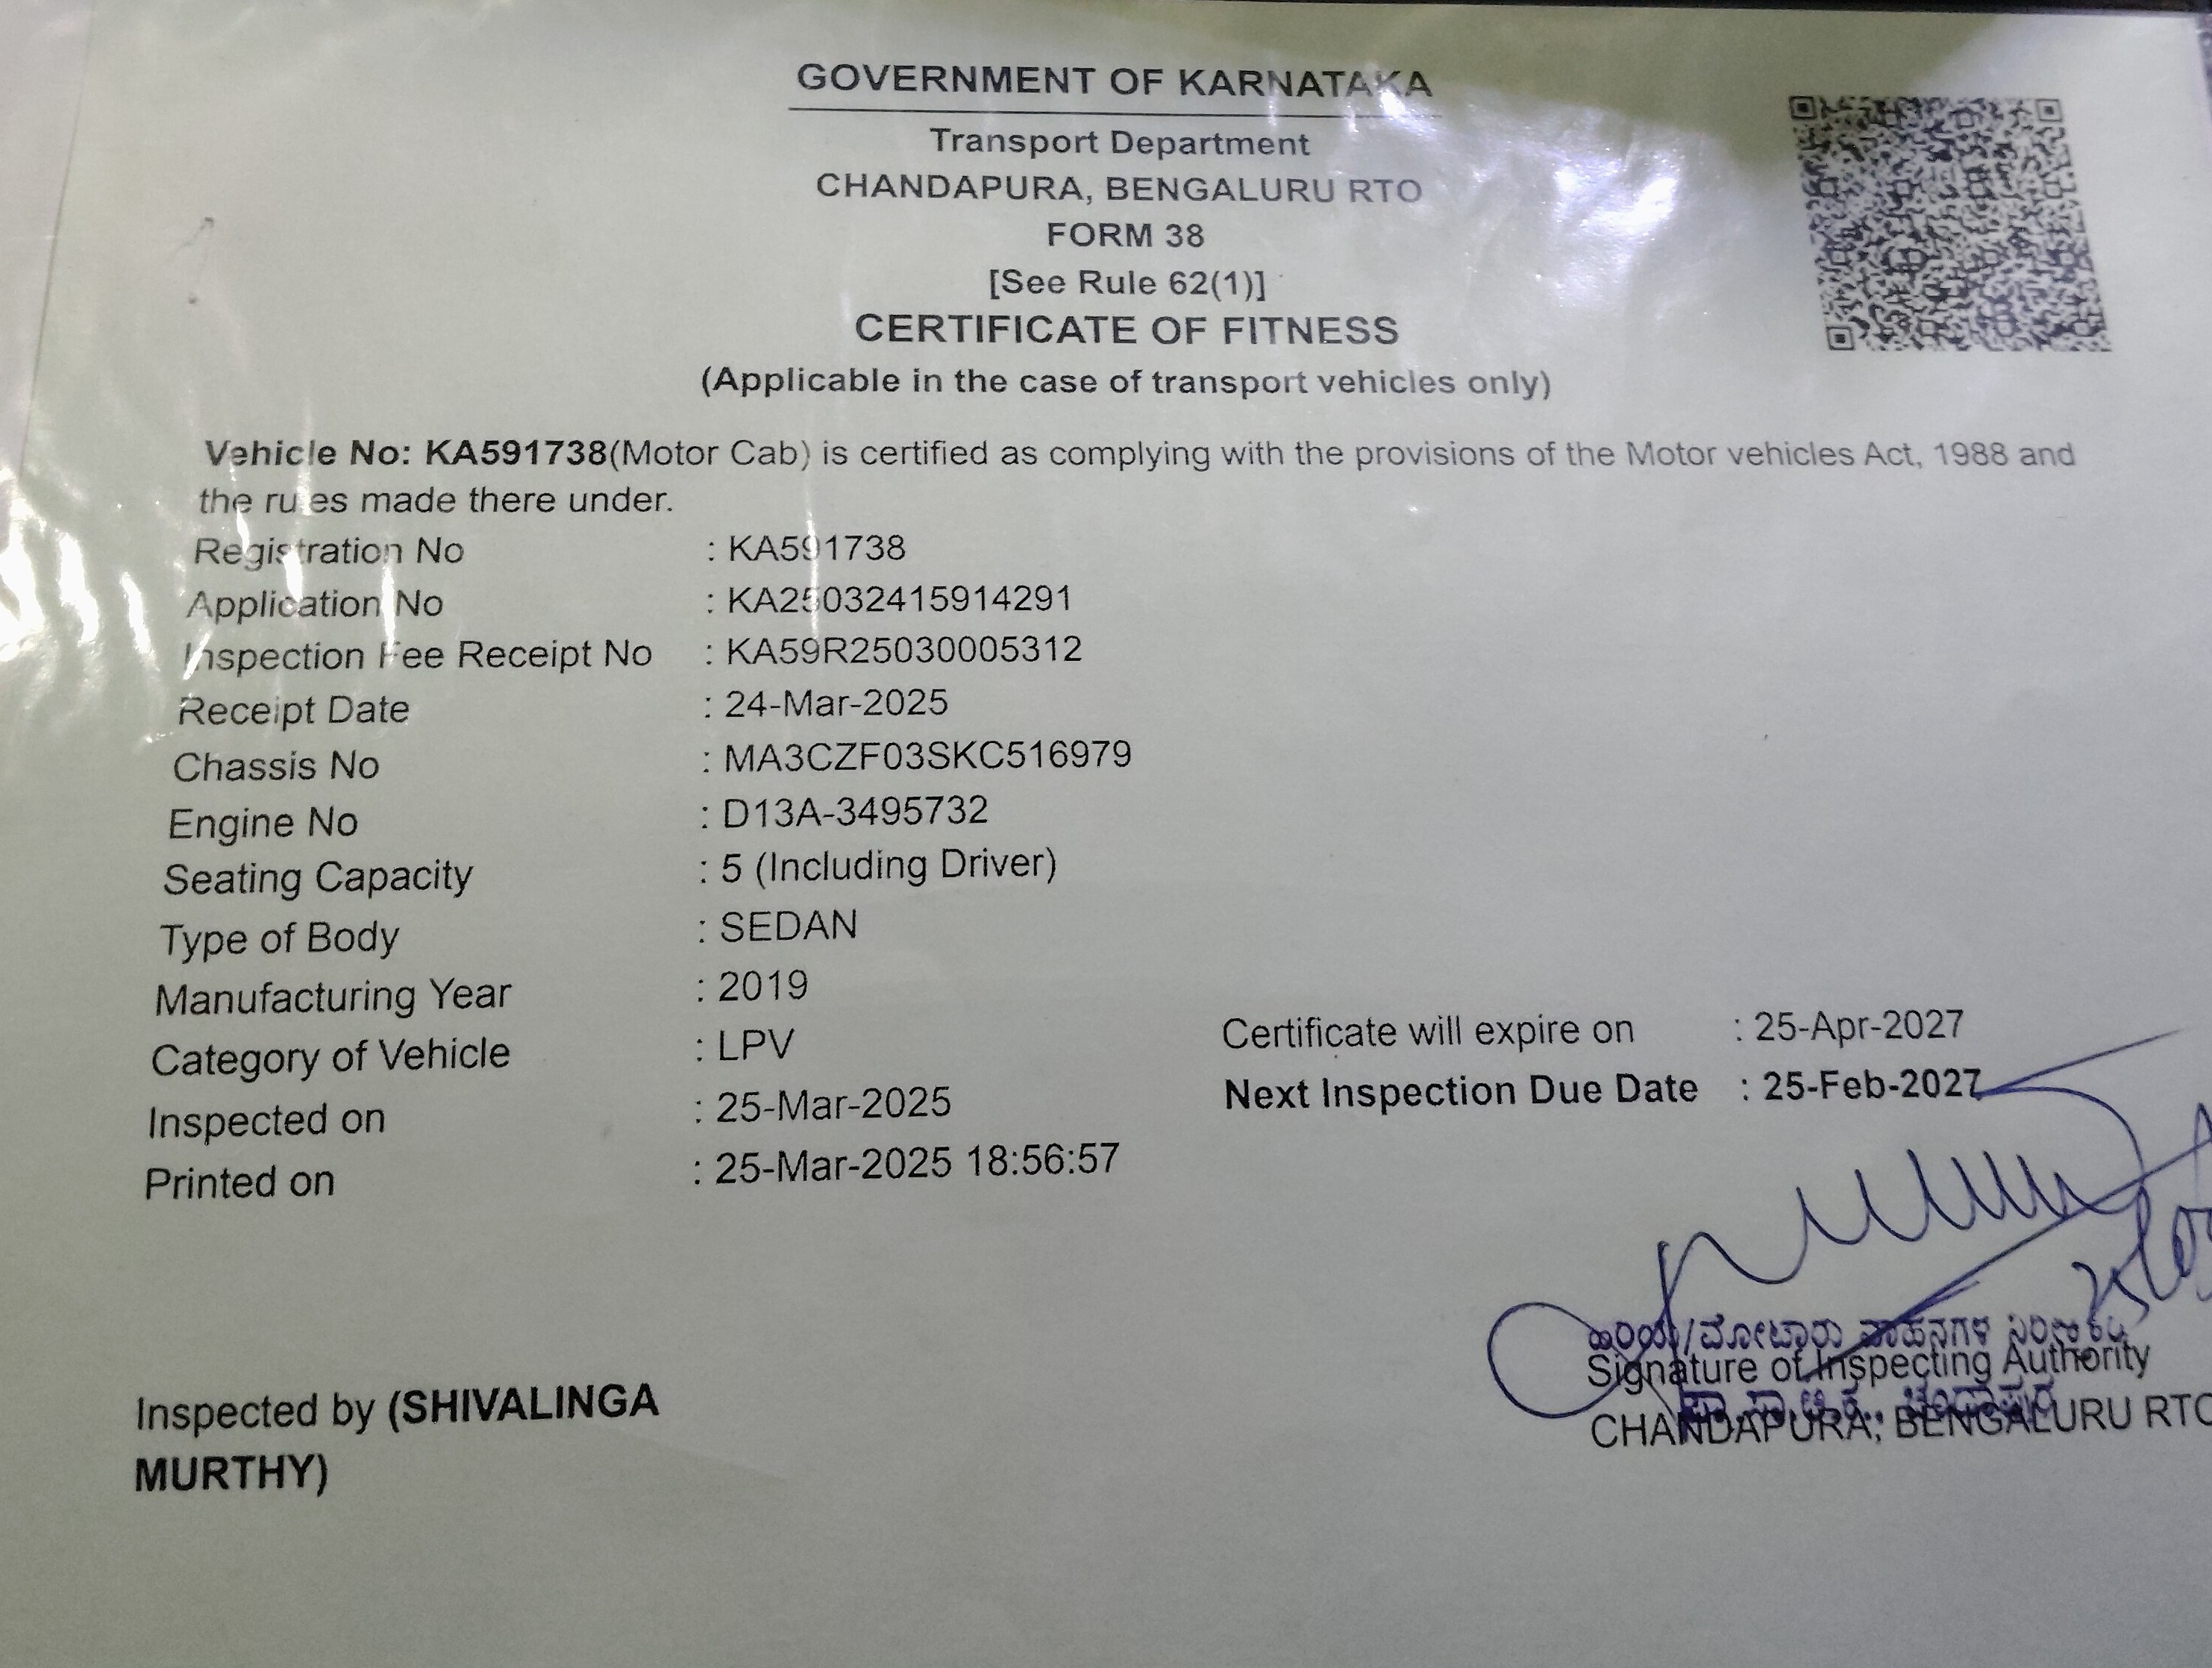 GOVERNMENT OF KARNATAKA
Transport Department
CHANDAPURA, BENGALURU RTO
FORM 38
[See Rule 62(1)]
CERTIFICATE OF FITNESS
(Applicable in the case of transport vehicles only)
Vehicle No: KA591738(Motor Cab) is certified as complying with the provisions of the Motor vehicles Act, 1988 and
the rules made there under.
Registration No : KA591738
Application No : KA25032415914291
Inspection Fee Receipt No : KA59R25030005312
Receipt Date : 24-Mar-2025
Chassis No : MA3CZF03SKC516979
Engine No : D13A-3495732
Seating Capacity : 5 (Including Driver)
Type of Body : SEDAN
Manufacturing Year : 2019
Category of Vehicle : LPV
Certificate will expire on : 25-Apr-2027
Inspected on : 25-Mar-2025
Next Inspection Due Date : 25-Feb-2027
Printed on : 25-Mar-2025 18:56:57
ಹಿರಿಯ/ಮೋಟಾರು ವಾಹನಗಳ
Signature of Inspecting Authority
CHANDAPURA, BENGALURU RTO
Inspected by (SHIVALINGA
MURTHY)